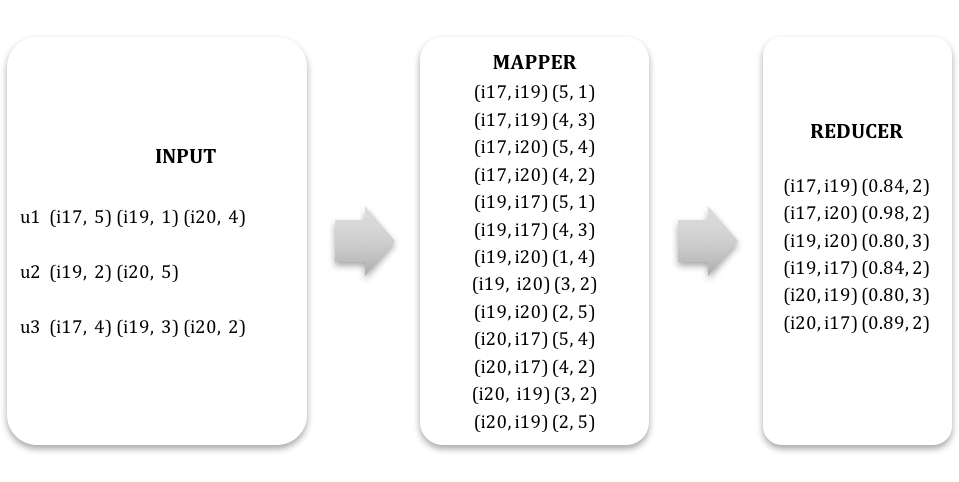 INPUT
u1 (i17, 5) (i19, 1) (i20, 4)
u2 (i19, 2) (i20, 5)
u3 (i17, 4) (i19, 3) (i20, 2)
MAPPER
(i17, i19) (5, 1)
(i17, i19) (4, 3)
(i17, i20) (5, 4)
(i17, i20) (4, 2)
(i19, i17) (5, 1)
(i19, i17) (4, 3)
(i19, i20) (1, 4)
(i19, i20) (3, 2)
(i19, i20) (2, 5)
(i20, i17) (5, 4)
(i20, i17) (4, 2)
(i20, i19) (3, 2)
(i20, i19) (2, 5)
REDUCER
(i17, i19) (0.84, 2)
(i17, i20) (0.98, 2)
(i19, i20) (0.80, 3)
(i19, i17) (0.84, 2)
(i20, i19) (0.80, 3)
(i20, i17) (0.89, 2)